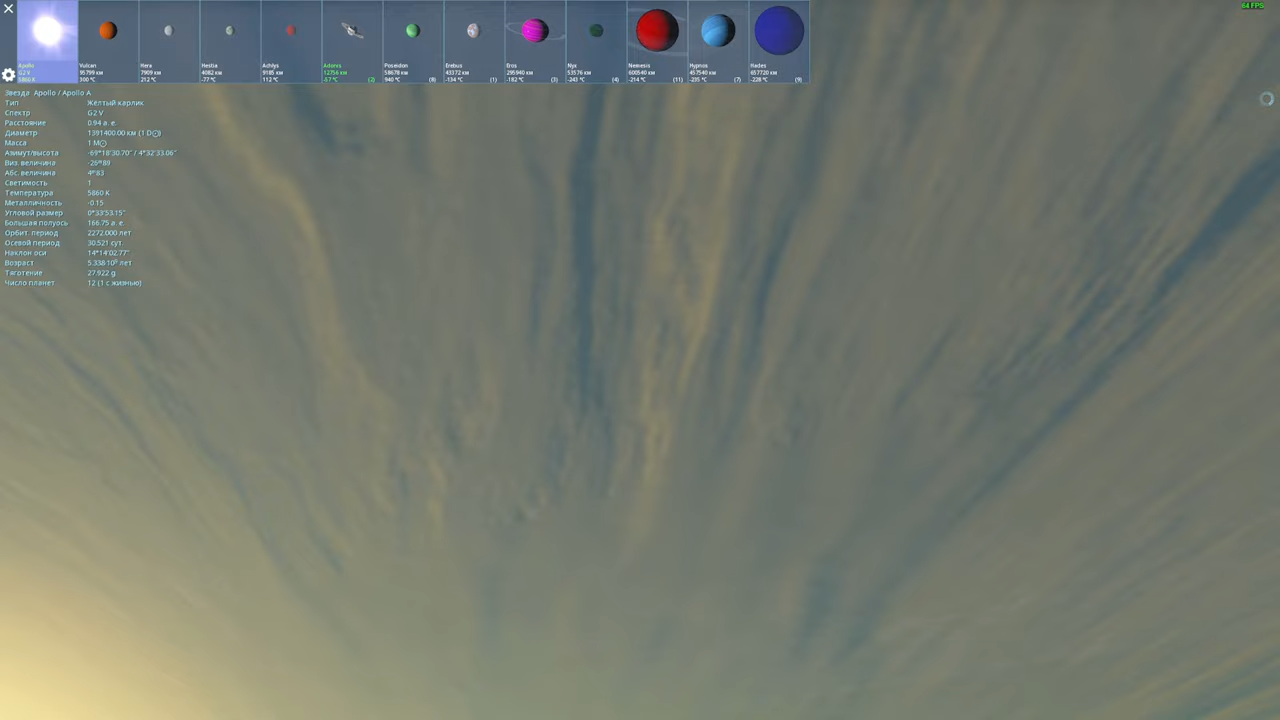 64 FPS
Apollo
G2 V
5860 K
Vulcan
95799 км
300 °C
Hera
7909 км
212 °C
Hestia
4082 км
-77 °C
Achlys
9185 км
112 °C
Adonis
12756 км
-37 °C (2)
Poseidon
58678 км
940 °C (8)
Erebus
43372 км
-134 °C (1)
Eros
295940 км
-182 °C (3)
Nyx
53576 км
-243 °C (4)
Nemesis
600540 км
-214 °C (11)
Hypnos
457540 км
-235 °C (7)
Hades
657720 км
-228 °C (9)
Звезда Apollo / Apollo A
Тип Жёлтый карлик
Спектр G2 V
Расстояние 0.94 а. е.
Диаметр 1391400.00 км (1 D☉)
Масса 1 M☉
Азимут/высота -69°18'30.70" / 4°32'33.06"
Виз. величина -26ᵐ89
Абс. величина 4ᵐ83
Светимость 1
Температура 5860 K
Металличность -0.15
Угловой размер 0°33'53.15"
Большая полуось 166.75 а. е.
Орбит. период 2272.000 лет
Осевой период 30.521 сут.
Наклон оси 14°14'02.77"
Возраст 5.338·10⁹ лет
Тяготение 27.922 g
Число планет 12 (1 с жизнью)